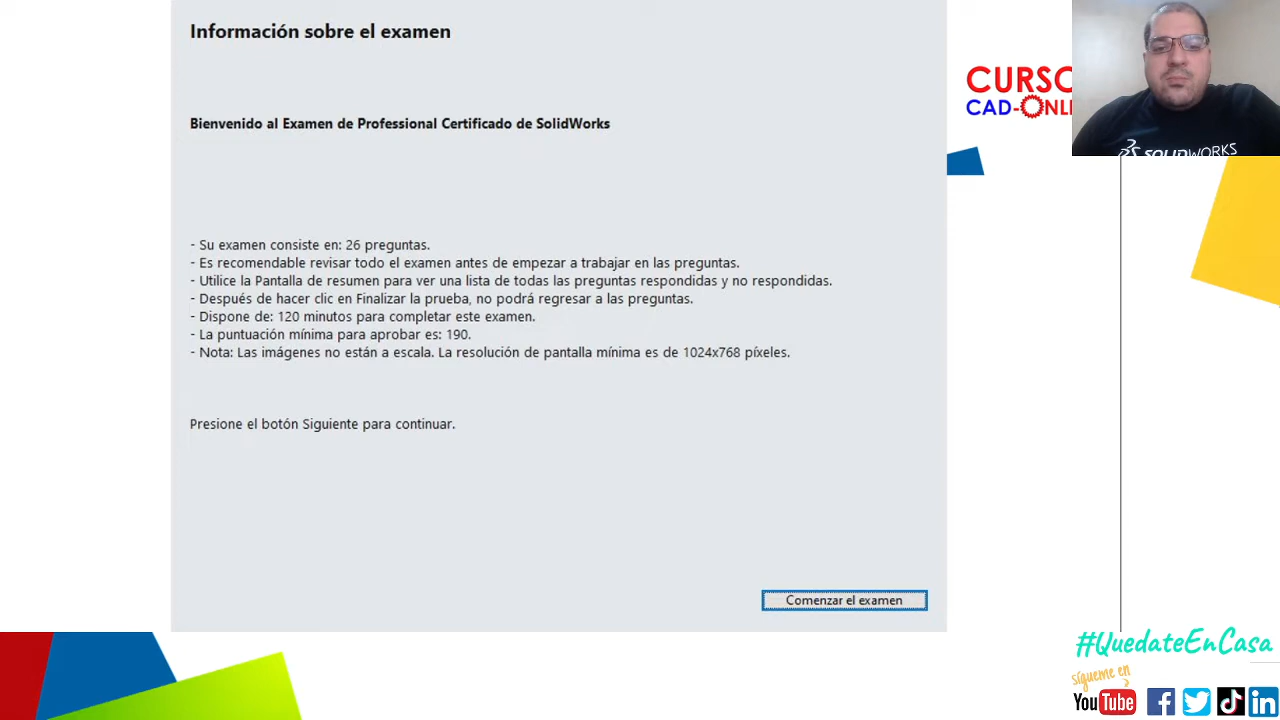 Información sobre el examen
CURSO
CAD-ONLI
SOLIDWORKS
Bienvenido al Examen de Professional Certificado de SolidWorks
- Su examen consiste en: 26 preguntas.
- Es recomendable revisar todo el examen antes de empezar a trabajar en las preguntas.
- Utilice la Pantalla de resumen para ver una lista de todas las preguntas respondidas y no respondidas.
- Después de hacer clic en Finalizar la prueba, no podrá regresar a las preguntas.
- Dispone de: 120 minutos para completar este examen.
- La puntuación mínima para aprobar es: 190.
- Nota: Las imágenes no están a escala. La resolución de pantalla mínima es de 1024x768 píxeles.
Presione el botón Siguiente para continuar.
Comenzar el examen
#QuedateEnCasa
sígueme en
YouTube